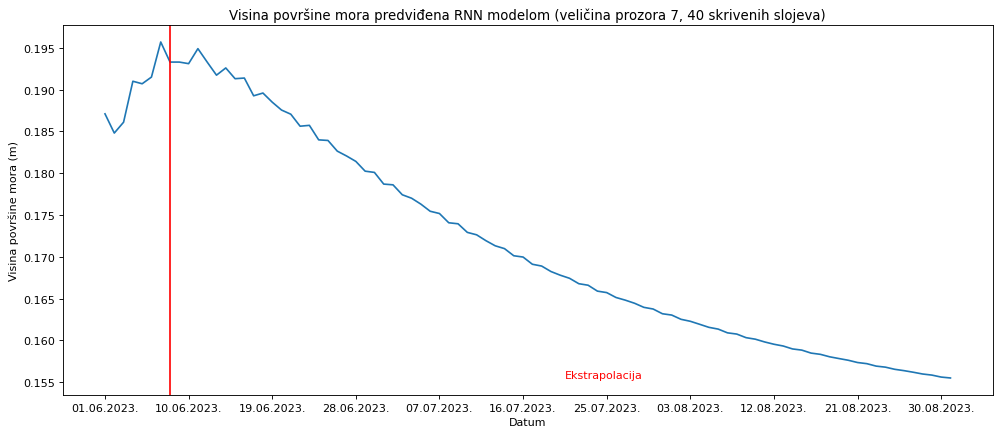 Visina površine mora predviđena RNN modelom (veličina prozora 7, 40 skrivenih slojeva)
Visina površine mora (m)
0.195
0.190
0.185
0.180
0.175
0.170
0.165
0.160
0.155
Ekstrapolacija
01.06.2023. 10.06.2023. 19.06.2023. 28.06.2023. 07.07.2023. 16.07.2023. 25.07.2023. 03.08.2023. 12.08.2023. 21.08.2023. 30.08.2023.
Datum